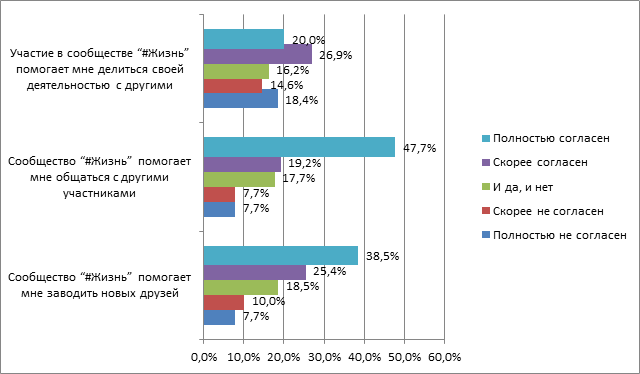 Участие в сообществе “#Жизнь”
помогает мне делиться своей
деятельностью с другими
20,0%
26,9%
16,2%
14,6%
18,4%
Сообщество “#Жизнь” помогает
мне общаться с другими
участниками
47,7%
19,2%
17,7%
7,7%
7,7%
Сообщество “#Жизнь” помогает
мне заводить новых друзей
38,5%
25,4%
18,5%
10,0%
7,7%
0,0% 10,0% 20,0% 30,0% 40,0% 50,0% 60,0%
Полностью согласен
Скорее согласен
И да, и нет
Скорее не согласен
Полностью не согласен